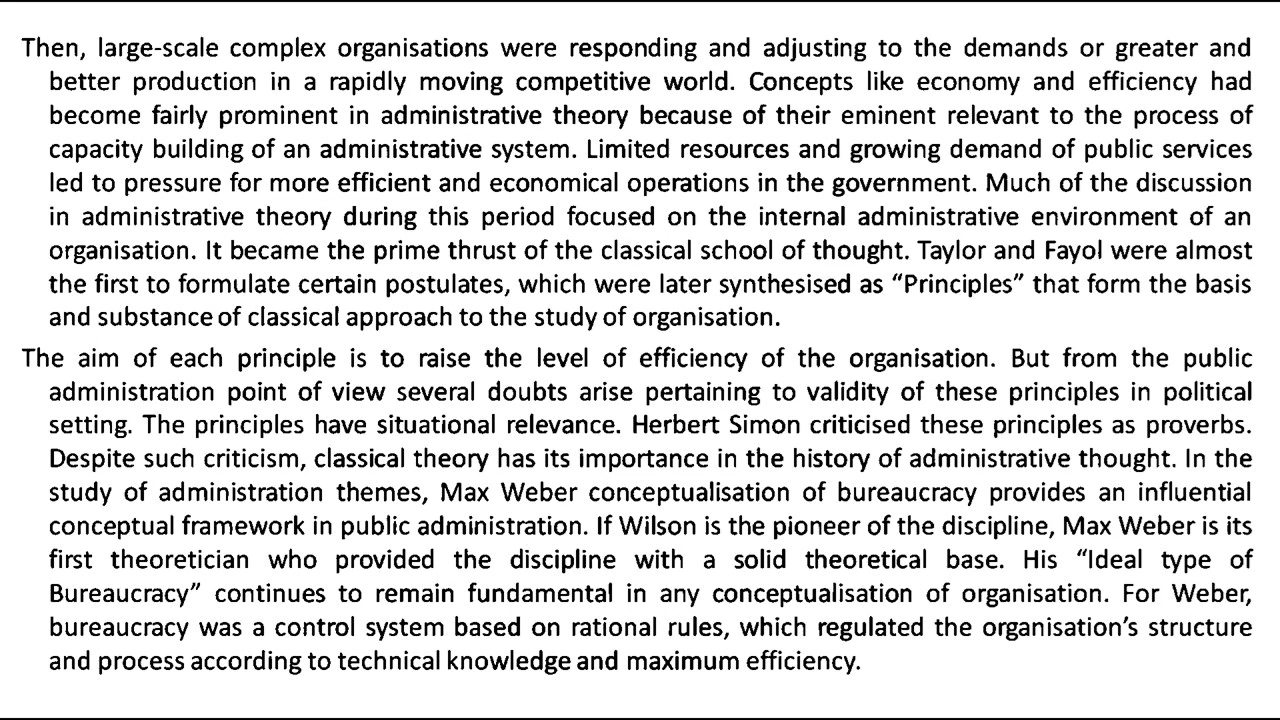 Then, large-scale complex organisations were responding and adjusting to the demands or greater and
better production in a rapidly moving competitive world. Concepts like economy and efficiency had
become fairly prominent in administrative theory because of their eminent relevant to the process of
capacity building of an administrative system. Limited resources and growing demand of public services
led to pressure for more efficient and economical operations in the government. Much of the discussion
in administrative theory during this period focused on the internal administrative environment of an
organisation. It became the prime thrust of the classical school of thought. Taylor and Fayol were almost
the first to formulate certain postulates, which were later synthesised as “Principles” that form the basis
and substance of classical approach to the study of organisation.
The aim of each principle is to raise the level of efficiency of the organisation. But from the public
administration point of view several doubts arise pertaining to validity of these principles in political
setting. The principles have situational relevance. Herbert Simon criticised these principles as proverbs.
Despite such criticism, classical theory has its importance in the history of administrative thought. In the
study of administration themes, Max Weber conceptualisation of bureaucracy provides an influential
conceptual framework in public administration. If Wilson is the pioneer of the discipline, Max Weber is its
first theoretician who provided the discipline with a solid theoretical base. His “Ideal type of
Bureaucracy” continues to remain fundamental in any conceptualisation of organisation. For Weber,
bureaucracy was a control system based on rational rules, which regulated the organisation’s structure
and process according to technical knowledge and maximum efficiency.